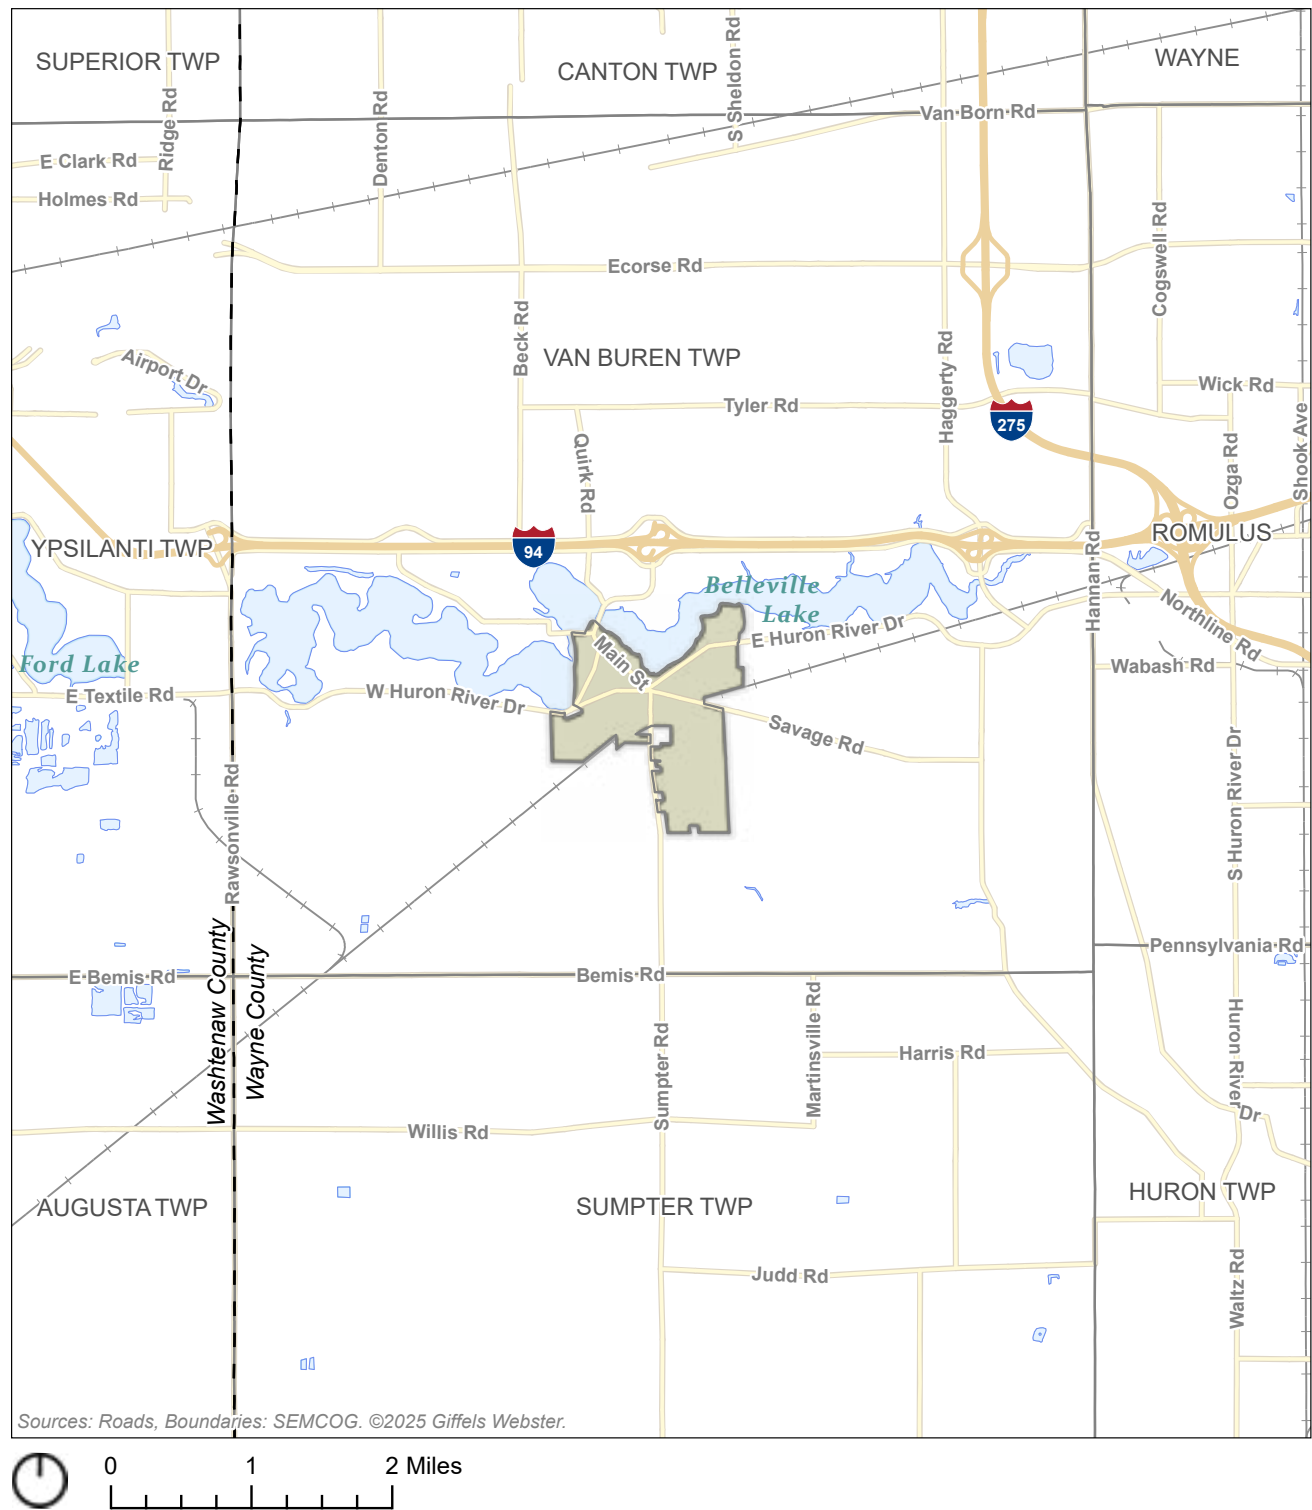 SUPERIOR TWP
CANTON TWP
WAYNE
S Sheldon Rd
Ridge Rd
Denton Rd
Van Born Rd
E Clark Rd
Holmes Rd
Cogswell Rd
Ecorse Rd
Beck Rd
VAN BUREN TWP
Airport Dr
Haggerty Rd
Wick Rd
Tyler Rd
275
Quirk Rd
Ozga Rd
Shook Ave
YPSILANTI TWP
94
ROMULUS
Hannan Rd
Belleville
Lake
Northline Rd
E Huron River Dr
Main St
Ford Lake
Wabash Rd
E Textile Rd
W Huron River Dr
Savage Rd
Rawsonville Rd
S Huron River Dr
Pennsylvania Rd
E Bemis Rd
Bemis Rd
Washtenaw County
Wayne County
Sumpter Rd
Martinsville Rd
Harris Rd
Huron River Dr
Willis Rd
AUGUSTA TWP
SUMPTER TWP
HURON TWP
Judd Rd
Waltz Rd
Sources: Roads, Boundaries: SEMCOG. ©2025 Giffels Webster.
0 1 2 Miles